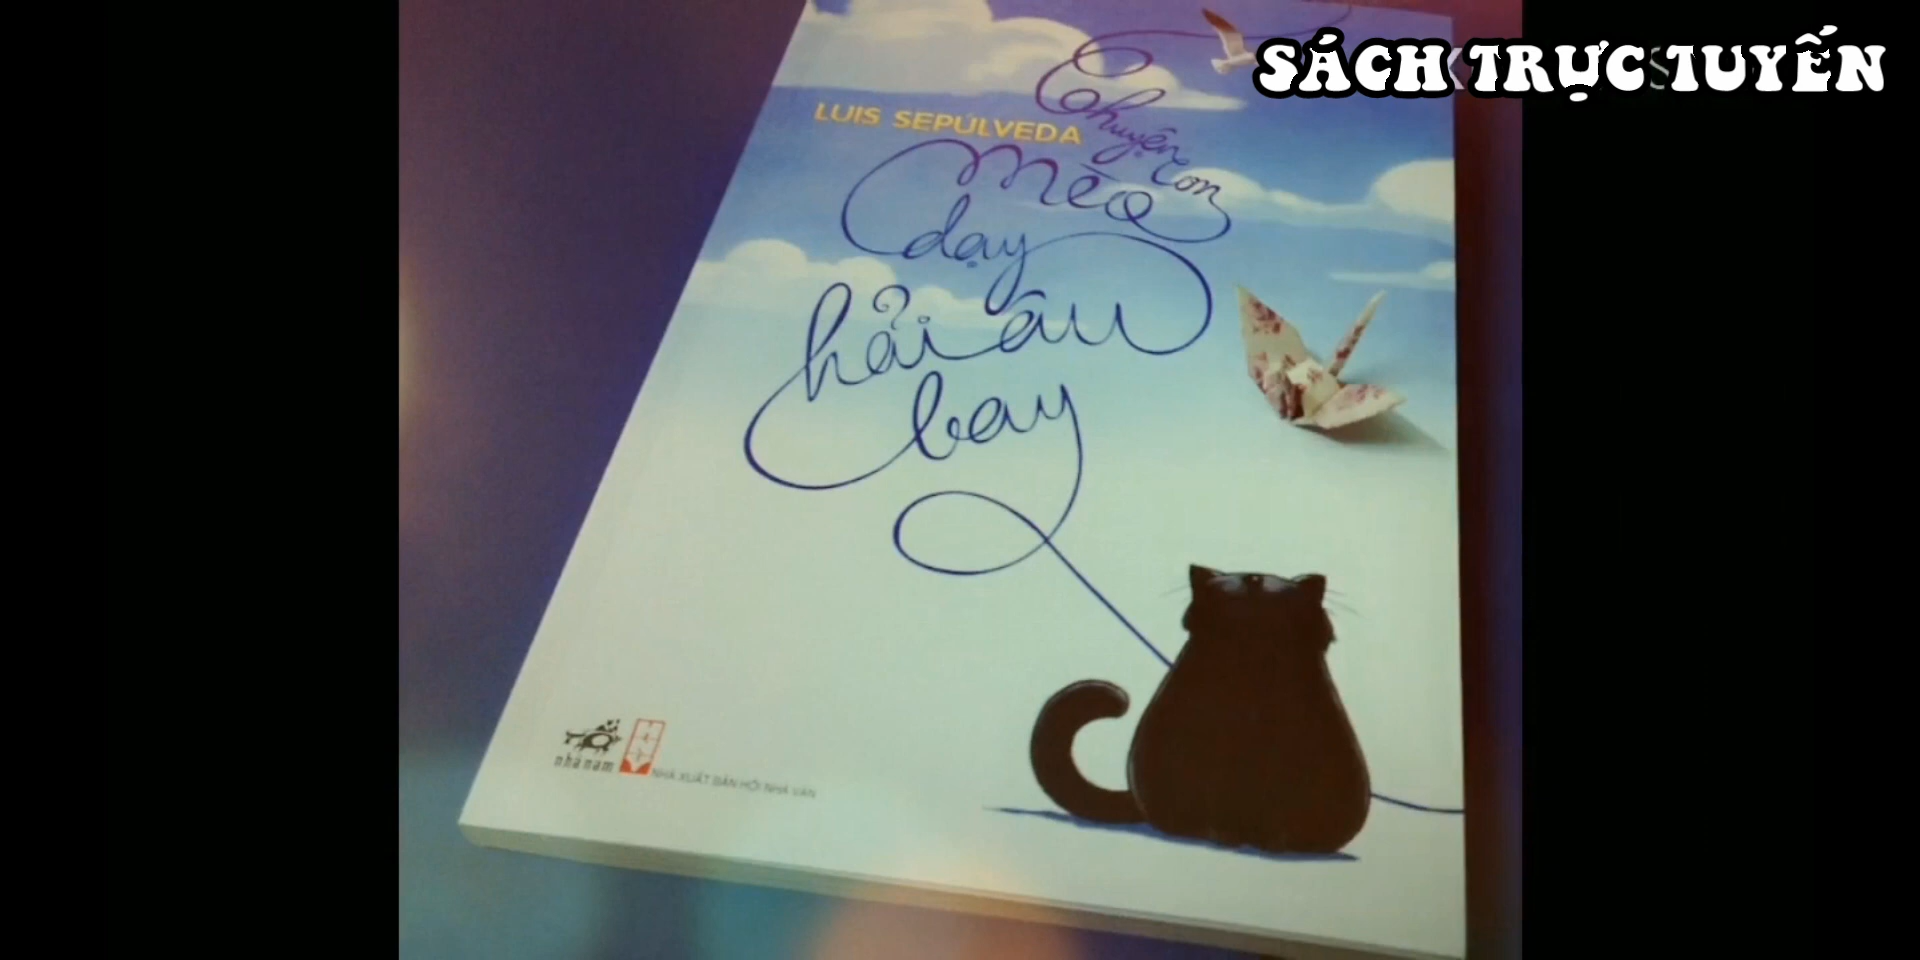 SÁCH TRỰC TUYẾN
LUIS SEPÚLVEDA
Chuyện con
mèo
dạy
hải âu
bay
nhã nam
NHÀ XUẤT BẢN HỘI NHÀ VĂN